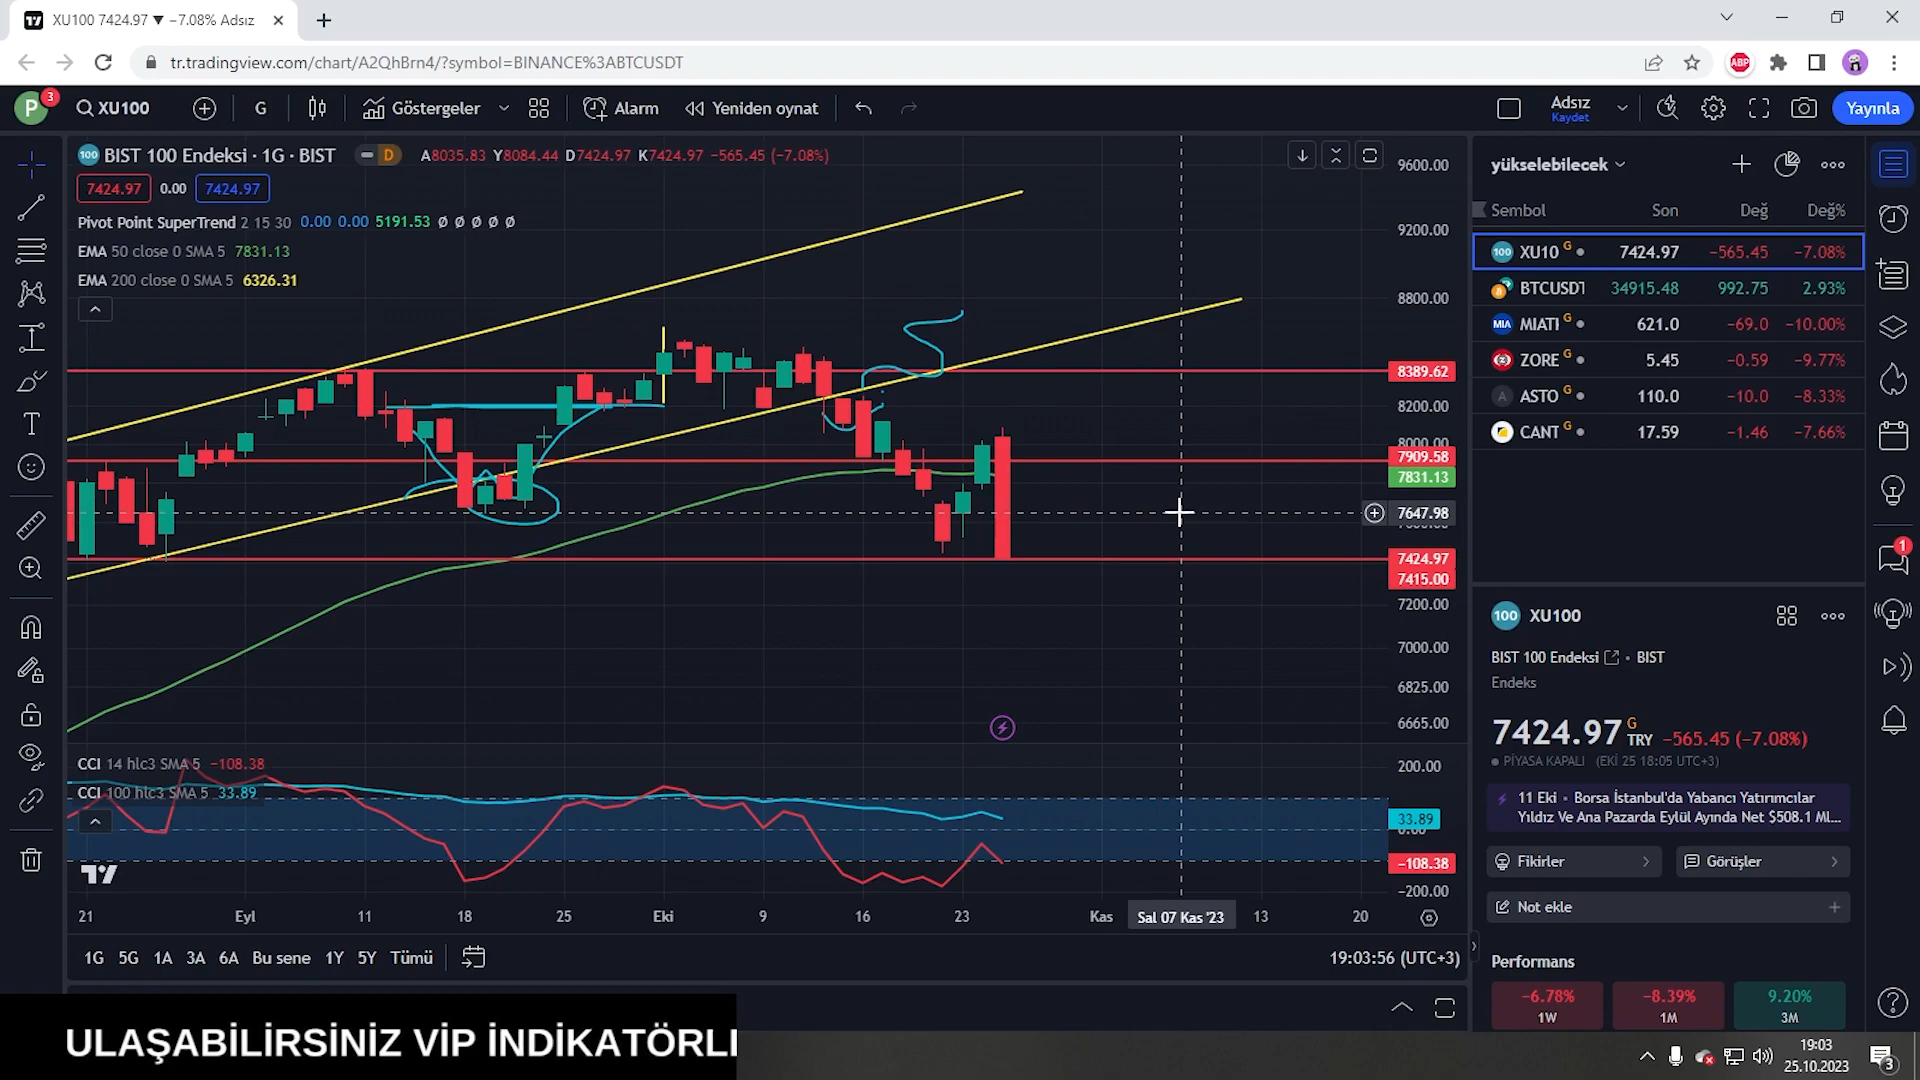 XU100 7424.97 ▼ −7.08% Adsız
tr.tradingview.com/chart/A2QhBrn4/?symbol=BINANCE%3ABTCUSDT
ABP
P 3 XU100 G Göstergeler Alarm Yeniden oynat Adsız Kaydet Yayınla
100 BIST 100 Endeksi · 1G · BIST D A8035.83 Y8084.44 D7424.97 K7424.97 −565.45 (−7.08%)
7424.97 0.00 7424.97
Pivot Point SuperTrend 2 15 30 0.00 0.00 5191.53 Ø Ø Ø Ø Ø
EMA 50 close 0 SMA 5 7831.13
EMA 200 close 0 SMA 5 6326.31
9600.00
9200.00
8800.00
8389.62
8200.00
8000.00
7909.58
7831.13
7647.98
7424.97
7415.00
7200.00
7000.00
6825.00
6665.00
CCI 14 hlc3 SMA 5 −108.38
CCI 100 hlc3 SMA 5 33.89
200.00
33.89
0.00
−108.38
−200.00
21 Eyl 11 18 25 Eki 9 16 23 Kas Sal 07 Kas '23 13 20
1G 5G 1A 3A 6A Bu sene 1Y 5Y Tümü
19:03:56 (UTC+3)
yükselebilecek
Sembol Son Değ Değ%
100 XU10 G 7424.97 −565.45 −7.08%
BTCUSDT 34915.48 992.75 2.93%
MIA MIATI G 621.0 −69.0 −10.00%
ZORE G 5.45 −0.59 −9.77%
A ASTO G 110.0 −10.0 −8.33%
CANT G 17.59 −1.46 −7.66%
100 XU100
BIST 100 Endeksi • BIST
Endeks
7424.97 G TRY −565.45 (−7.08%)
PİYASA KAPALI (EKİ 25 18:05 UTC+3)
11 Eki • Borsa İstanbul'da Yabancı Yatırımcılar
Yıldız Ve Ana Pazarda Eylül Ayında Net $508.1 ML...
Fikirler Görüşler
Not ekle
Performans
−6.78% −8.39% 9.20%
1W 1M 3M
1
ULAŞABİLİRSİNİZ VİP İNDİKATÖRLI
19:03
25.10.2023
3